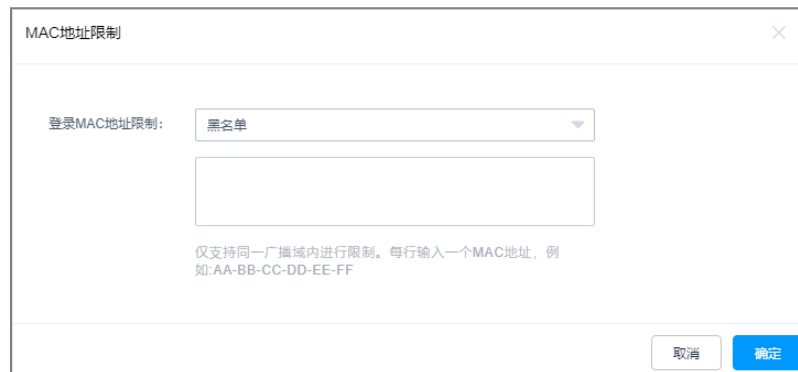 MAC地址限制
登录MAC地址限制：
黑名单
仅支持同一广播域内进行限制。每行输入一个MAC地址，例
如:AA-BB-CC-DD-EE-FF
取消
确定